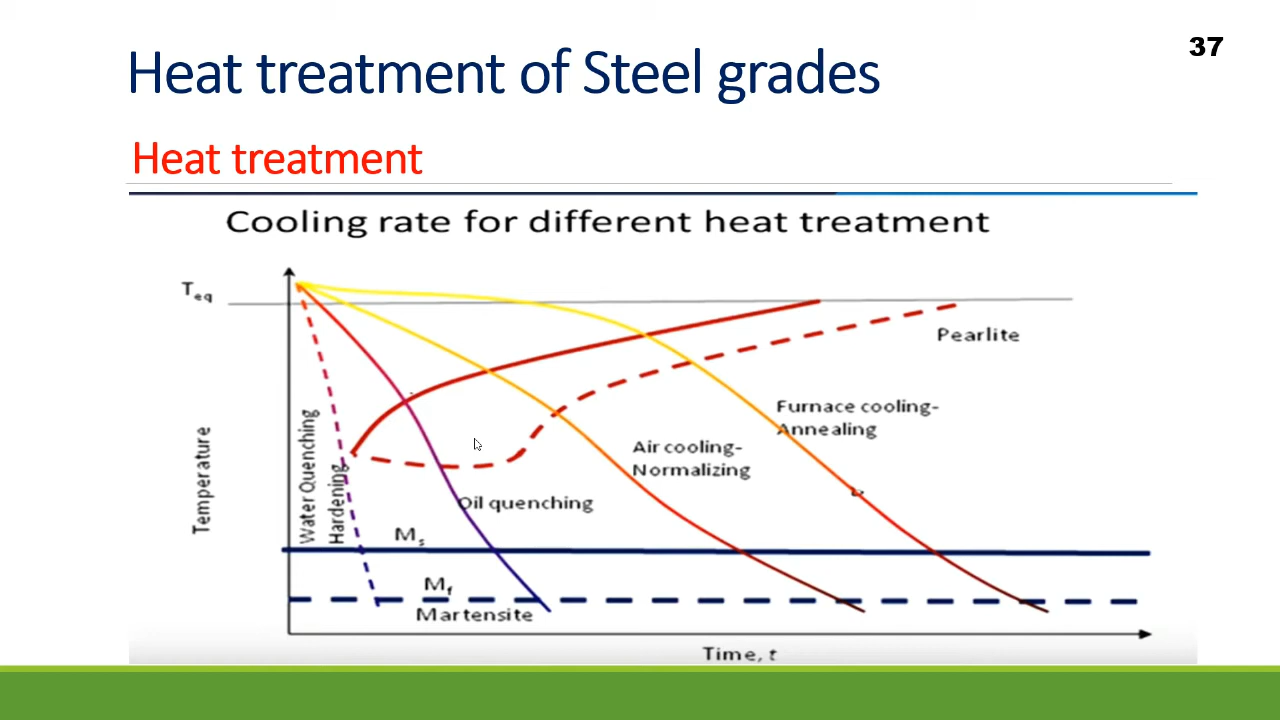 37
Heat treatment of Steel grades
Heat treatment
Cooling rate for different heat treatment
Teq
Pearlite
Furnace cooling-
Annealing
Air cooling-
Normalizing
Oil quenching
Water Quenching
Hardening
Temperature
Ms
Mf
Martensite
Time, t